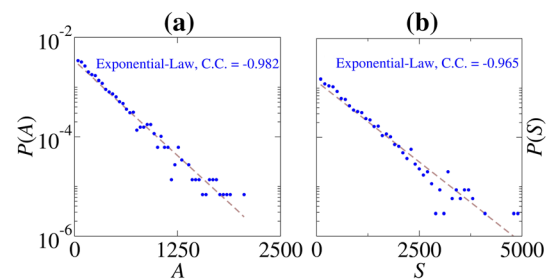 (a)
(b)
10^-2
Exponential-Law, C.C. = -0.982
Exponential-Law, C.C. = -0.965
P(A)
10^-4
P(S)
10^-6
0
1250
2500
0
2500
5000
A
S